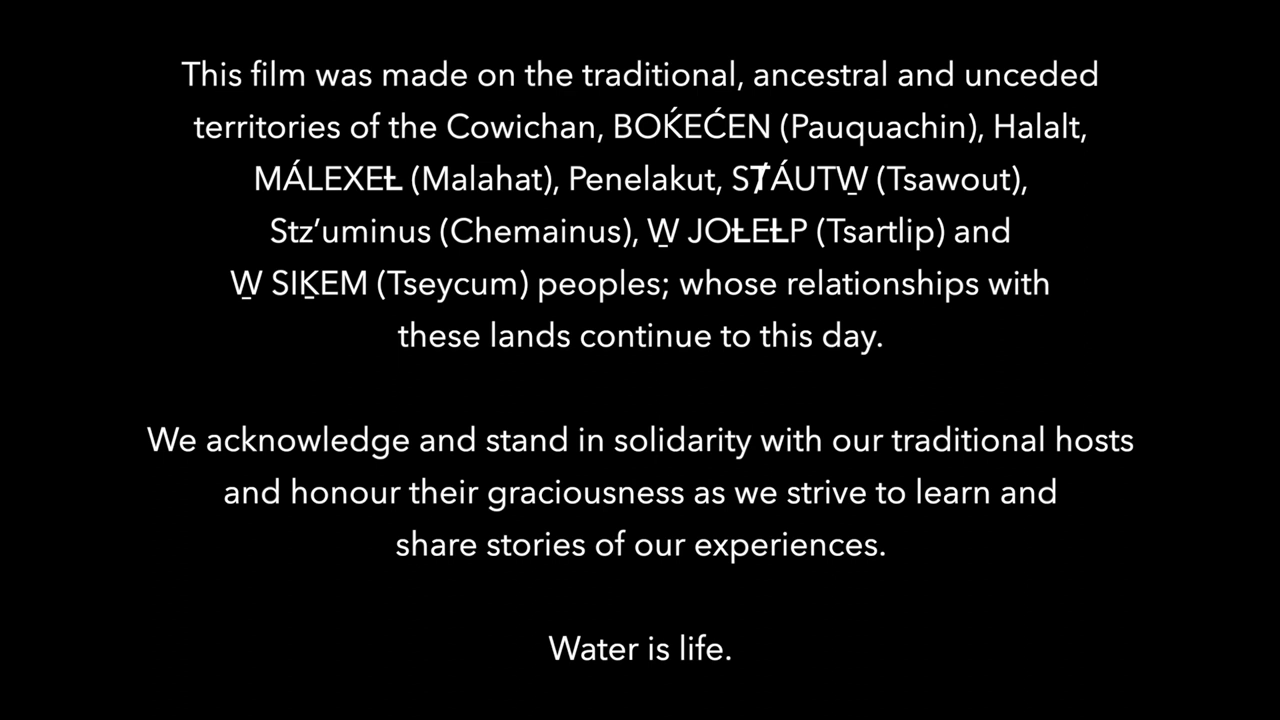 This film was made on the traditional, ancestral and unceded
territories of the Cowichan, BOḰEĆEN (Pauquachin), Halalt,
MÁLEXEȽ (Malahat), Penelakut, SȾÁUTW̱ (Tsawout),
Stz’uminus (Chemainus), W̱ JOȽEȽP (Tsartlip) and
W̱ SIḴEM (Tseycum) peoples; whose relationships with
these lands continue to this day.
We acknowledge and stand in solidarity with our traditional hosts
and honour their graciousness as we strive to learn and
share stories of our experiences.
Water is life.